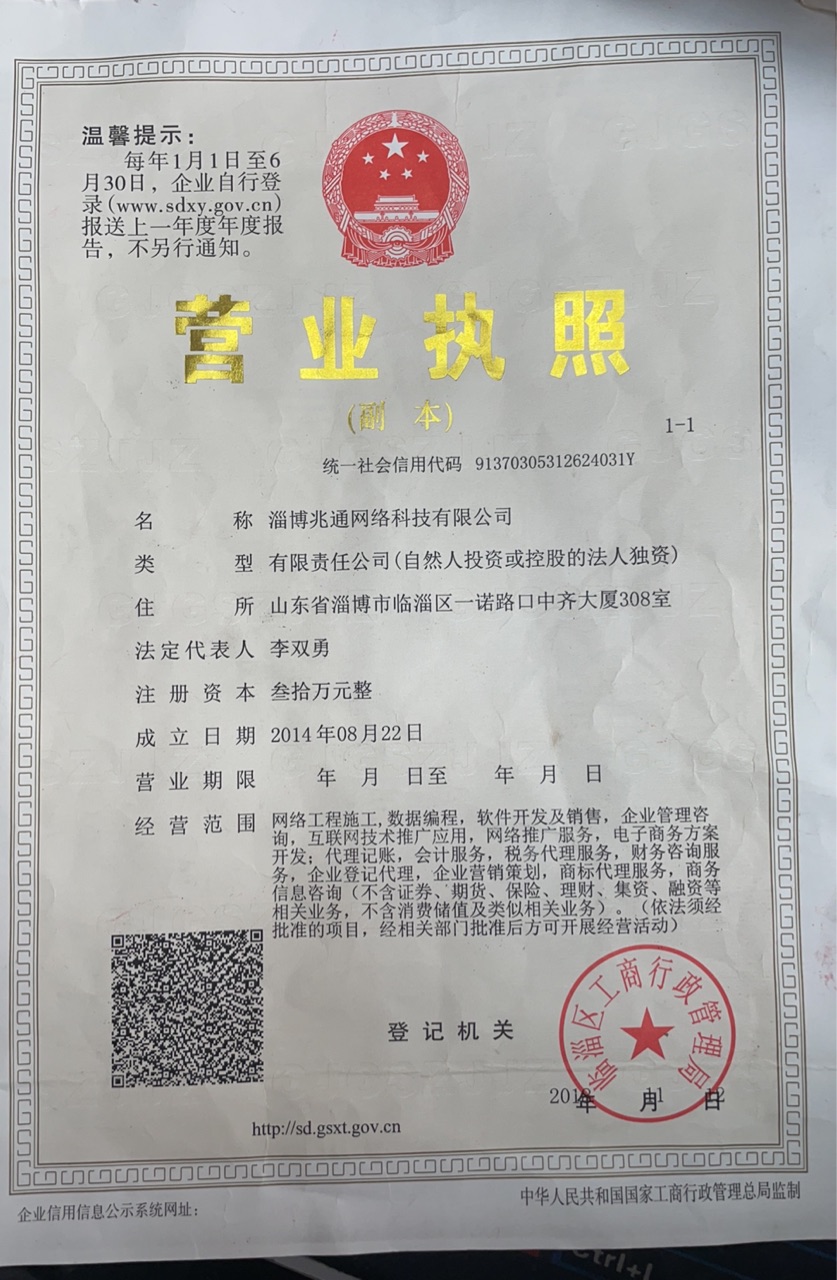 温馨提示：
每年1月1日至6
月30日，企业自行登
录(www.sdxy.gov.cn)
报送上一年度年度报
告，不另行通知。
营业执照
(副 本)
1-1
统一社会信用代码 91370305312624031Y
名称 淄博兆通网络科技有限公司
类型 有限责任公司(自然人投资或控股的法人独资)
住所 山东省淄博市临淄区一诺路口中齐大厦308室
法定代表人 李双勇
注册资本 叁拾万元整
成立日期 2014年08月22日
营业期限 年 月 日至 年 月 日
经营范围 网络工程施工,数据编程，软件开发及销售，企业管理咨
询，互联网技术推广应用，网络推广服务，电子商务方案
开发；代理记账，会计服务，税务代理服务，财务咨询服
务，企业登记代理，企业营销策划，商标代理服务，商务
信息咨询（不含证券、期货、保险、理财、集资、融资等
相关业务，不含消费储值及类似相关业务）。（依法须经
批准的项目，经相关部门批准后方可开展经营活动）
登记机关
临淄区工商行政管理局
年 11月 12日
http://sd.gsxt.gov.cn
企业信用信息公示系统网址：
中华人民共和国国家工商行政管理总局监制
Ctrl+